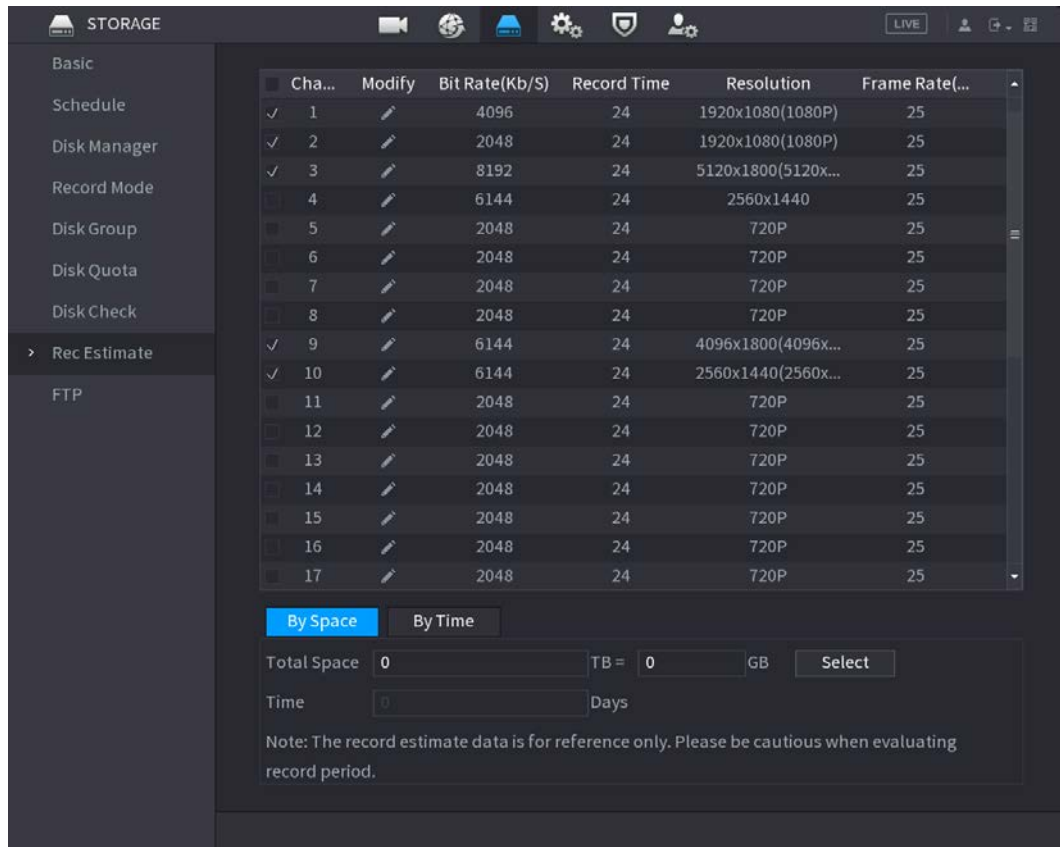 STORAGE LIVE
Basic
Schedule
Disk Manager
Record Mode
Disk Group
Disk Quota
Disk Check
Rec Estimate
FTP
Cha... Modify Bit Rate(Kb/S) Record Time Resolution Frame Rate(...
1 4096 24 1920x1080(1080P) 25
2 2048 24 1920x1080(1080P) 25
3 8192 24 5120x1800(5120x... 25
4 6144 24 2560x1440 25
5 2048 24 720P 25
6 2048 24 720P 25
7 2048 24 720P 25
8 2048 24 720P 25
9 6144 24 4096x1800(4096x... 25
10 6144 24 2560x1440(2560x... 25
11 2048 24 720P 25
12 2048 24 720P 25
13 2048 24 720P 25
14 2048 24 720P 25
15 2048 24 720P 25
16 2048 24 720P 25
17 2048 24 720P 25
By Space By Time
Total Space 0 TB = 0 GB Select
Time 0 Days
Note: The record estimate data is for reference only. Please be cautious when evaluating
record period.